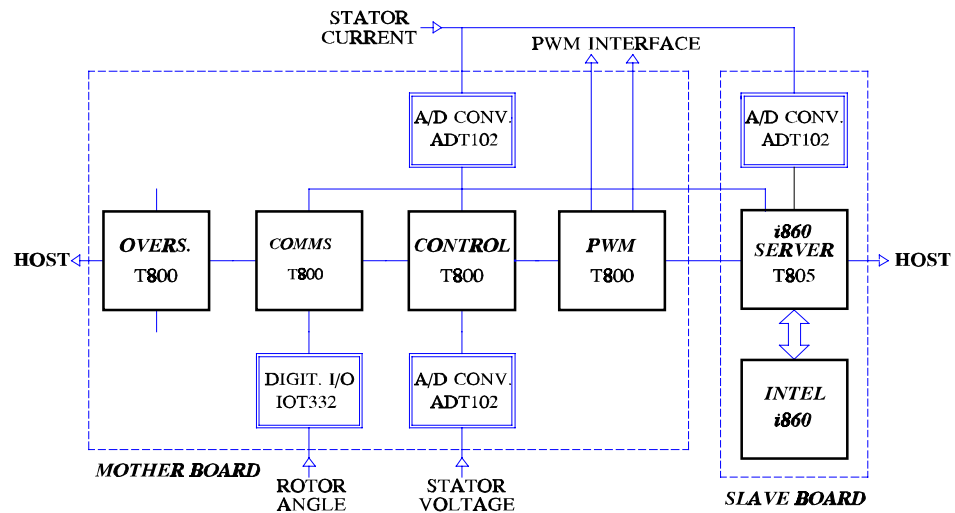 STATOR
CURRENT
PWM INTERFACE
A/D CONV.
ADT102
A/D CONV.
ADT102
HOST
OVERS.
T800
COMMS
T800
CONTROL
T800
PWM
T800
i860
SERVER
T805
HOST
DIGIT. I/O
IOT332
A/D CONV.
ADT102
INTEL
i860
MOTHER BOARD
ROTOR
ANGLE
STATOR
VOLTAGE
SLAVE BOARD